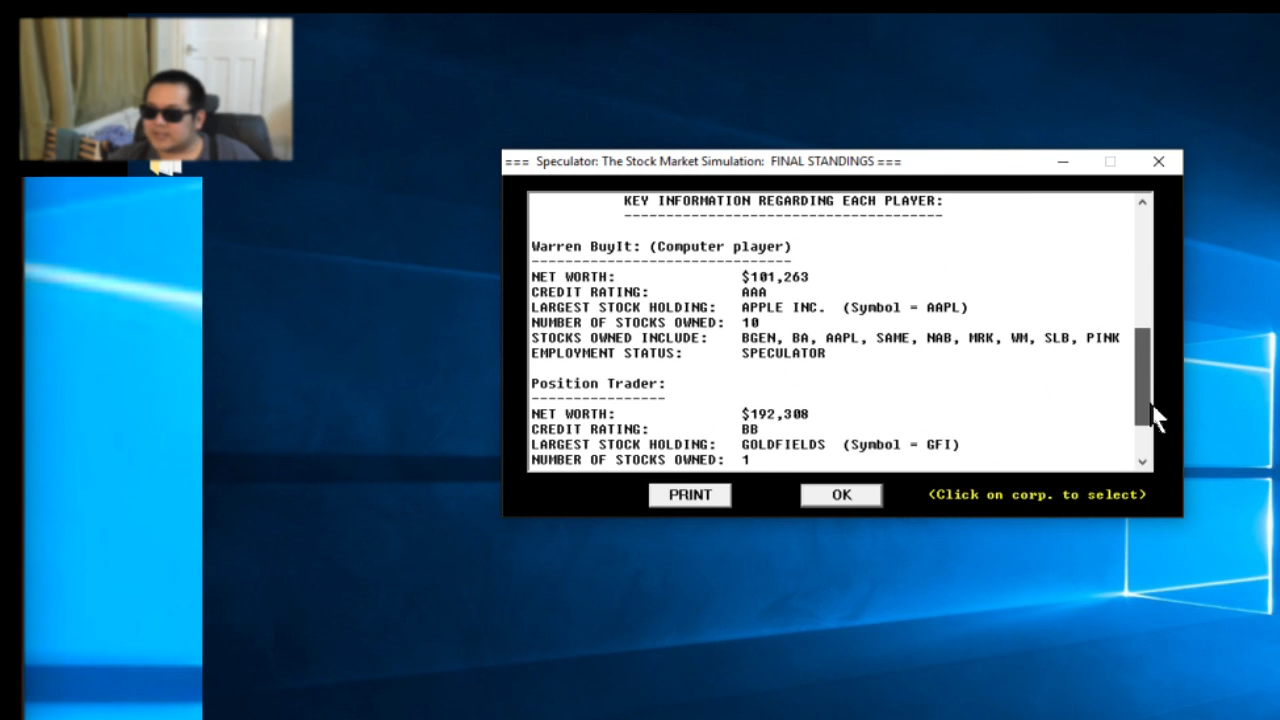 === Speculator: The Stock Market Simulation: FINAL STANDINGS ===
KEY INFORMATION REGARDING EACH PLAYER:
--------------------------------------
Warren BuyIt: (Computer player)
-------------------------------
NET WORTH: $101,263
CREDIT RATING: AAA
LARGEST STOCK HOLDING: APPLE INC. (Symbol = AAPL)
NUMBER OF STOCKS OWNED: 10
STOCKS OWNED INCLUDE: BGEN, BA, AAPL, SAME, NAB, MRK, WM, SLB, PINK
EMPLOYMENT STATUS: SPECULATOR
Position Trader:
----------------
NET WORTH: $192,308
CREDIT RATING: BB
LARGEST STOCK HOLDING: GOLDFIELDS (Symbol = GFI)
NUMBER OF STOCKS OWNED: 1
PRINT OK <Click on corp. to select>